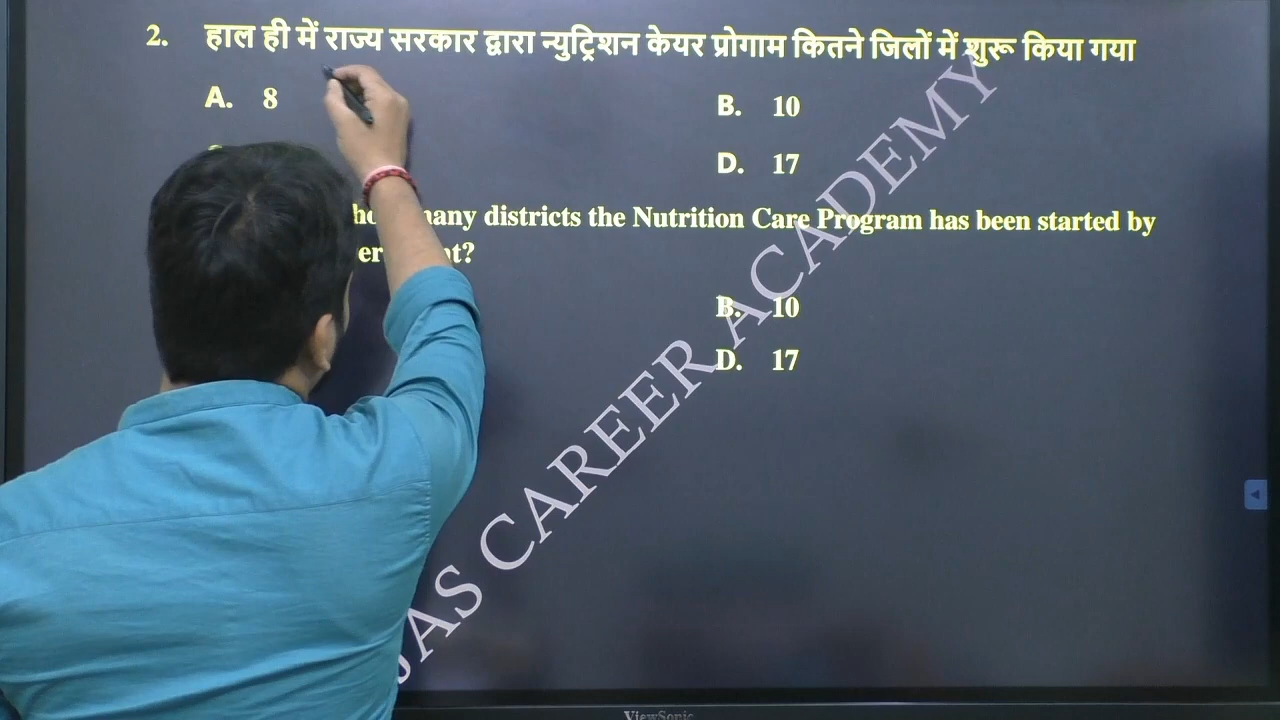 2. हाल ही में राज्य सरकार द्वारा न्युट्रिशन केयर प्रोगाम कितने जिलों में शुरू किया गया
A. 8 B. 10
D. 17
many districts the Nutrition Care Program has been started by
B. 10
D. 17
JAS CAREER ACADEMY
ViewSonic